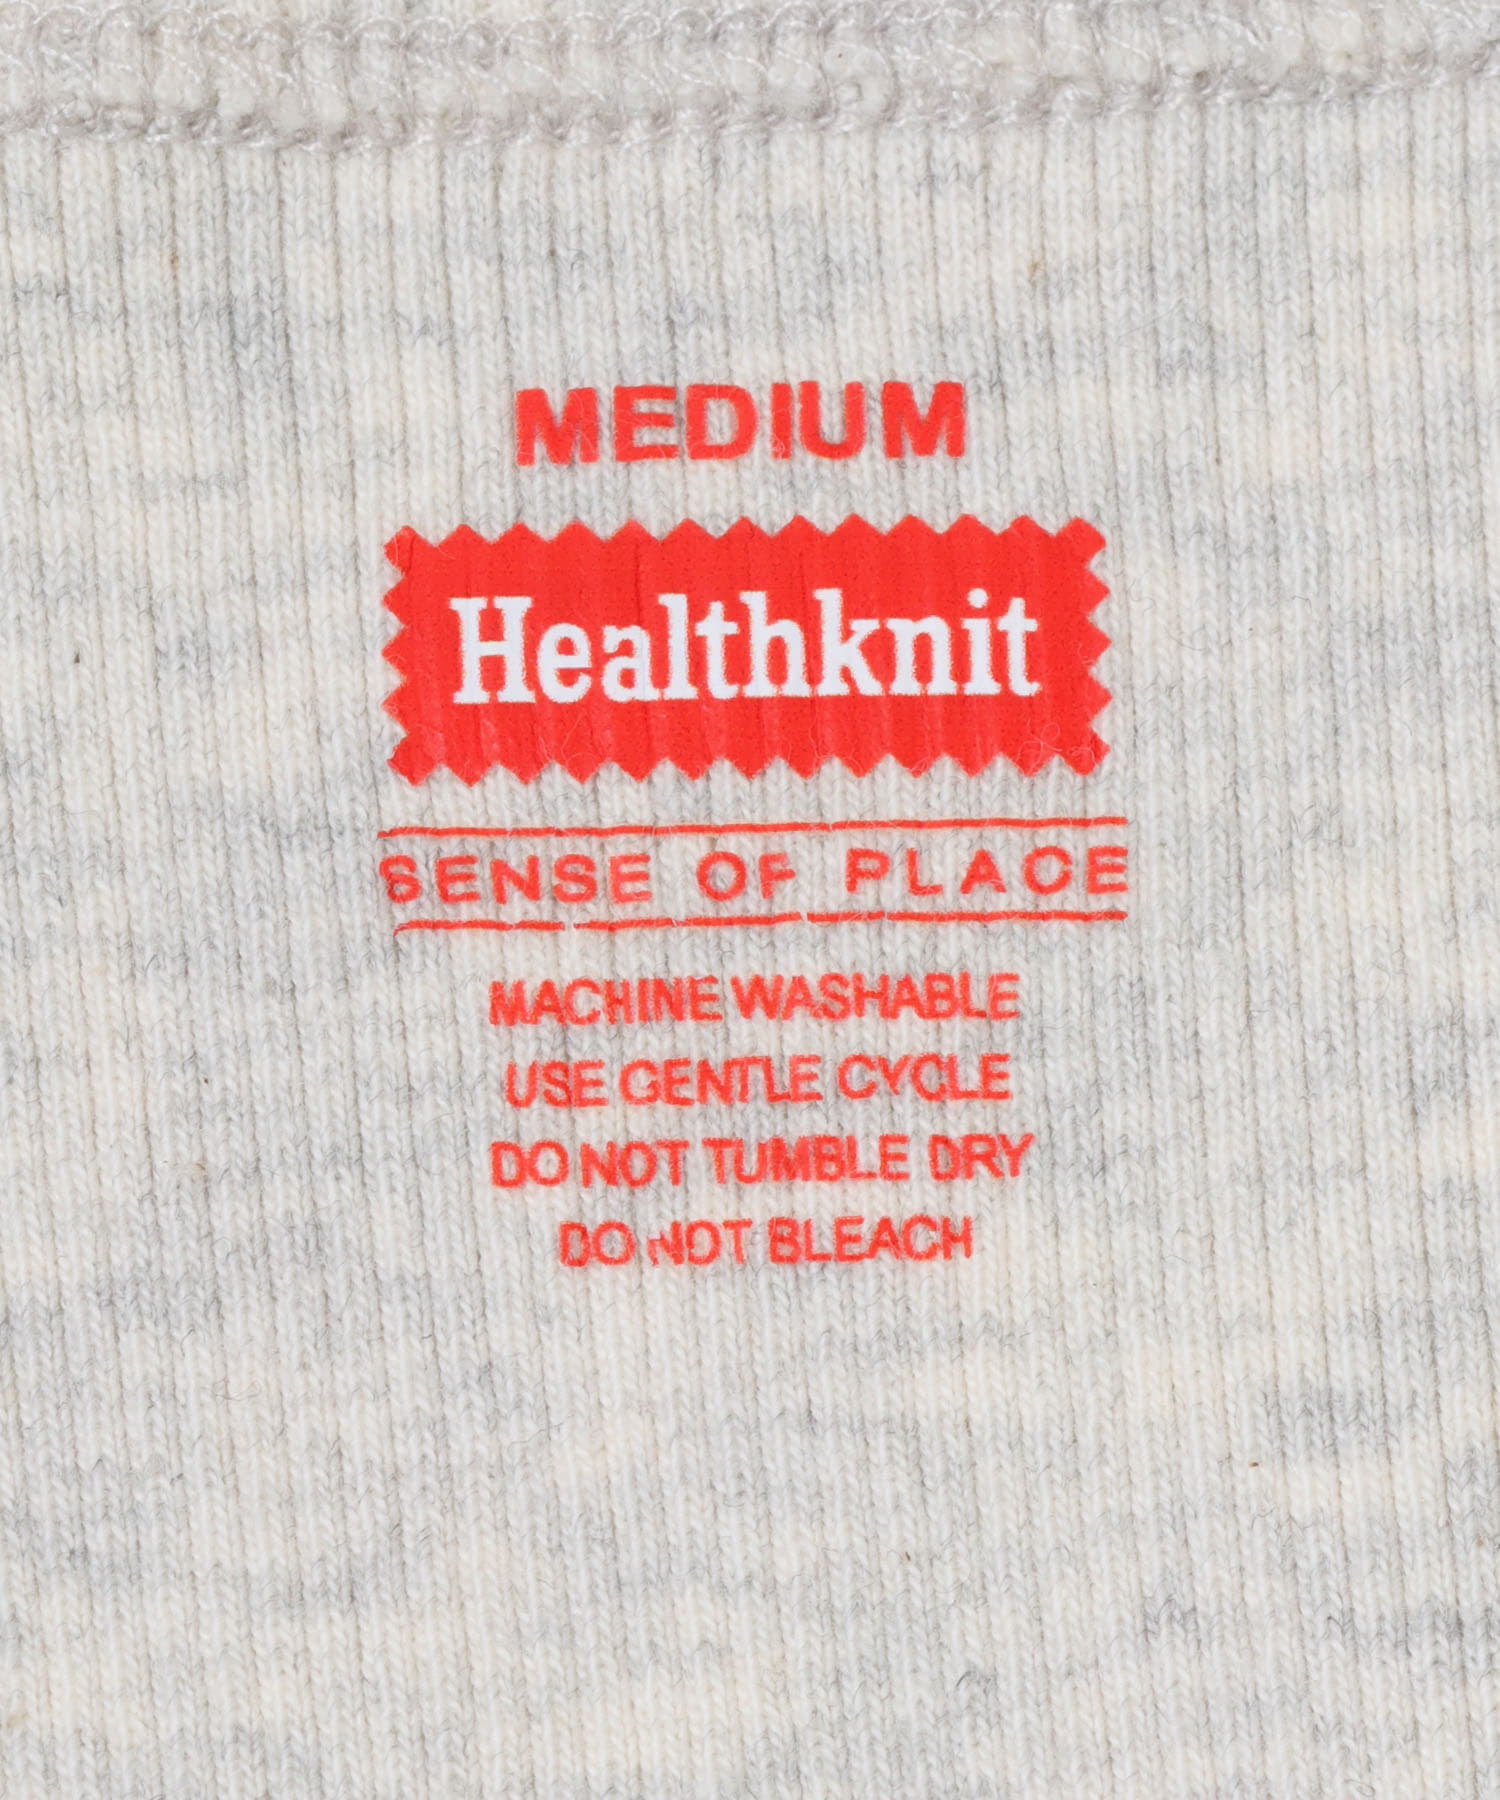 MEDIUM
Healthknit
SENSE OF PLACE
MACHINE WASHABLE
USE GENTLE CYCLE
DO NOT TUMBLE DRY
DO NOT BLEACH